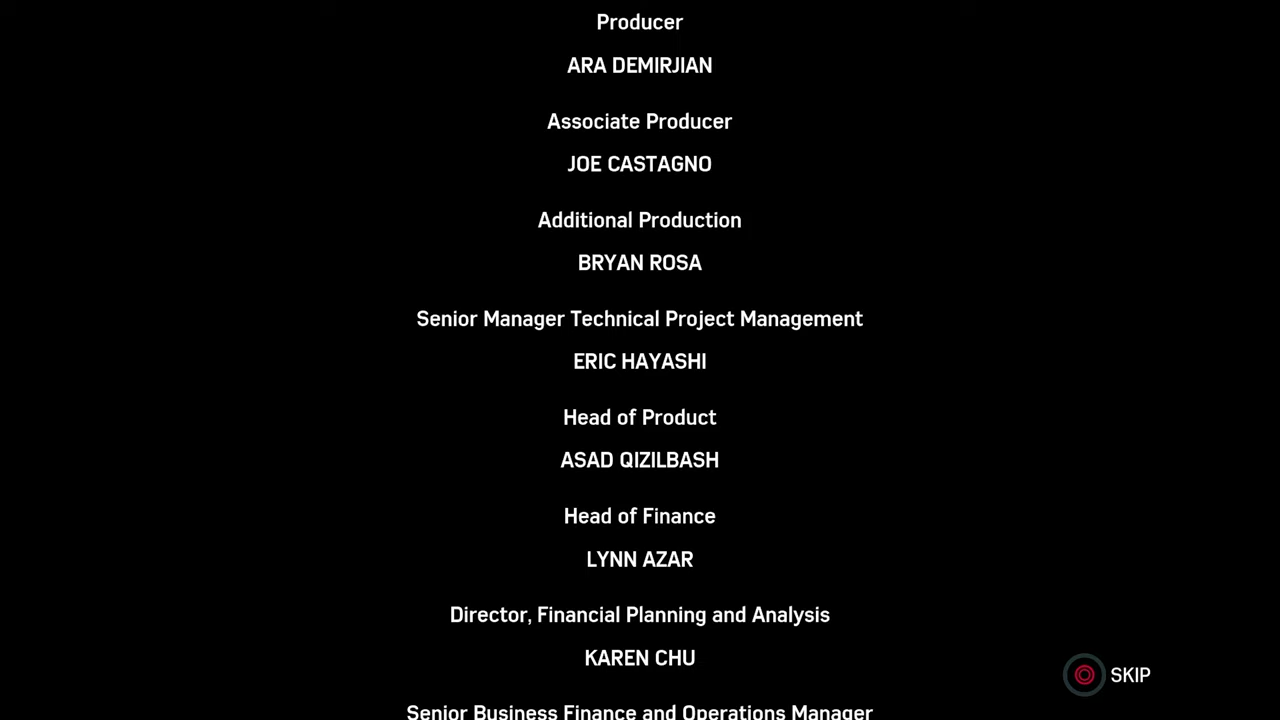 Producer
ARA DEMIRJIAN
Associate Producer
JOE CASTAGNO
Additional Production
BRYAN ROSA
Senior Manager Technical Project Management
ERIC HAYASHI
Head of Product
ASAD QIZILBASH
Head of Finance
LYNN AZAR
Director, Financial Planning and Analysis
KAREN CHU
SKIP
Senior Business Finance and Operations Manager